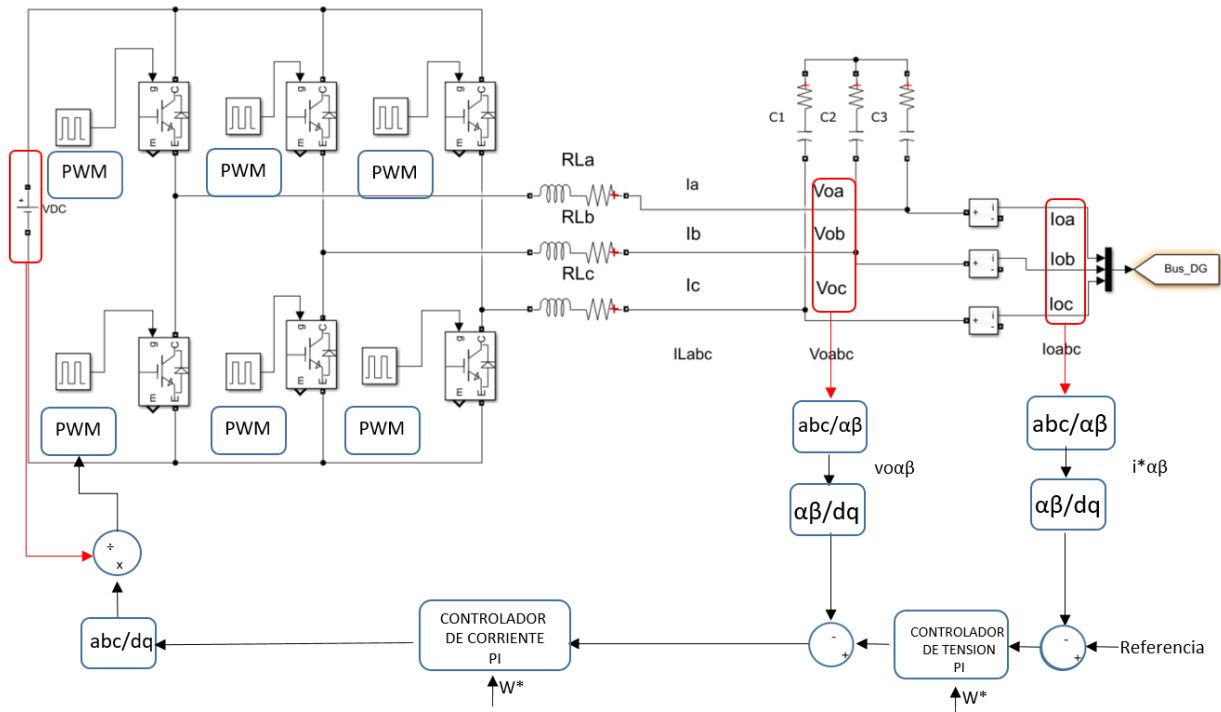 g
C
m
E
g
C
m
E
g
C
m
E
PWM
PWM
PWM
+
VDC
C1
C2
C3
RLa
Ia
Voa
RLb
Ib
Vob
RLc
Ic
Voc
+
i
-
+
i
-
+
i
-
Ioa
Iob
Ioc
Bus_DG
g
C
m
E
g
C
m
E
g
C
m
E
ILabc
Voabc
Ioabc
PWM
PWM
PWM
abc/αβ
abc/αβ
voαβ
i*αβ
αβ/dq
αβ/dq
÷
x
abc/dq
CONTROLADOR
DE CORRIENTE
PI
W*
-
+
CONTROLADOR
DE TENSION
PI
W*
-
+
Referencia